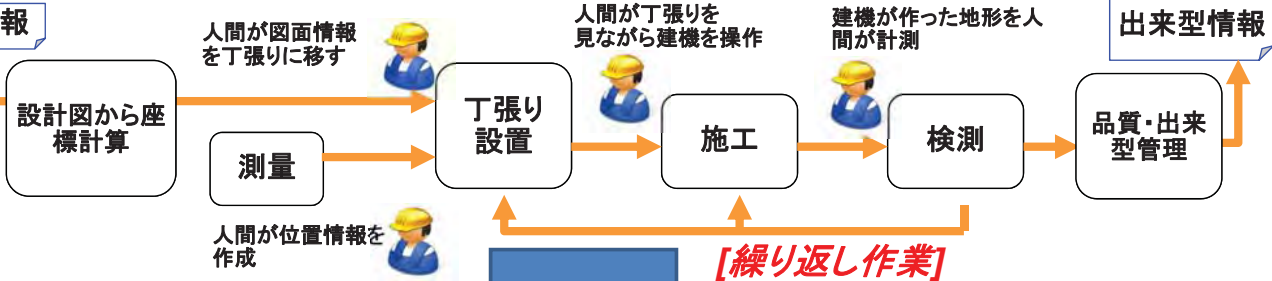 報
人間が図面情報
を丁張りに移す
人間が丁張りを
見ながら建機を操作
建機が作った地形を人
間が計測
出来型情報
設計図から座
標計算
測量
丁張り
設置
施工
検測
品質・出来
型管理
人間が位置情報を
作成
[繰り返し作業]